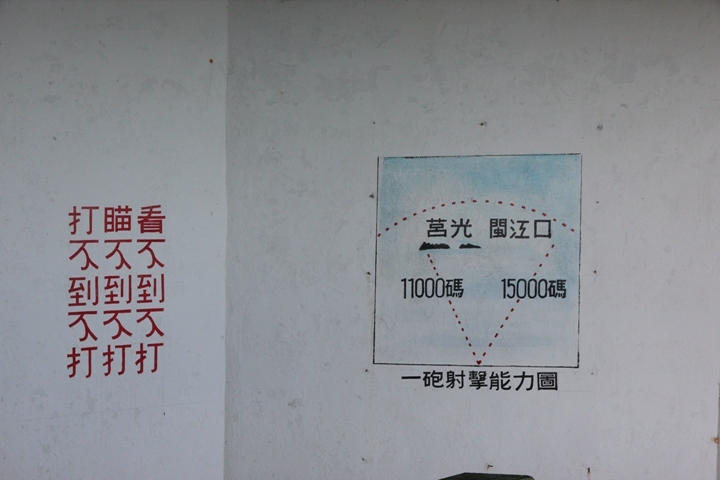 看不到不打
瞄不到不打
打不到不打
莒光 閩江口
11000碼 15000碼
一砲射擊能力圖